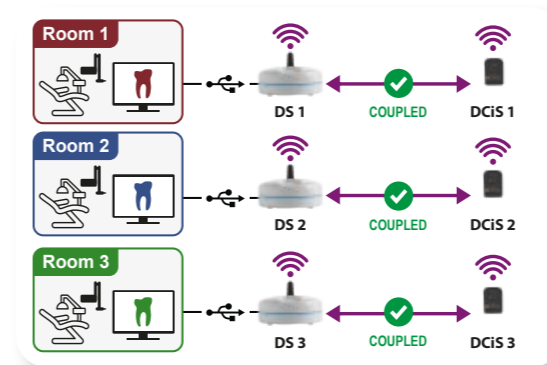 Room 1
DS 1
COUPLED
DCiS 1
Room 2
DS 2
COUPLED
DCiS 2
Room 3
DS 3
COUPLED
DCiS 3